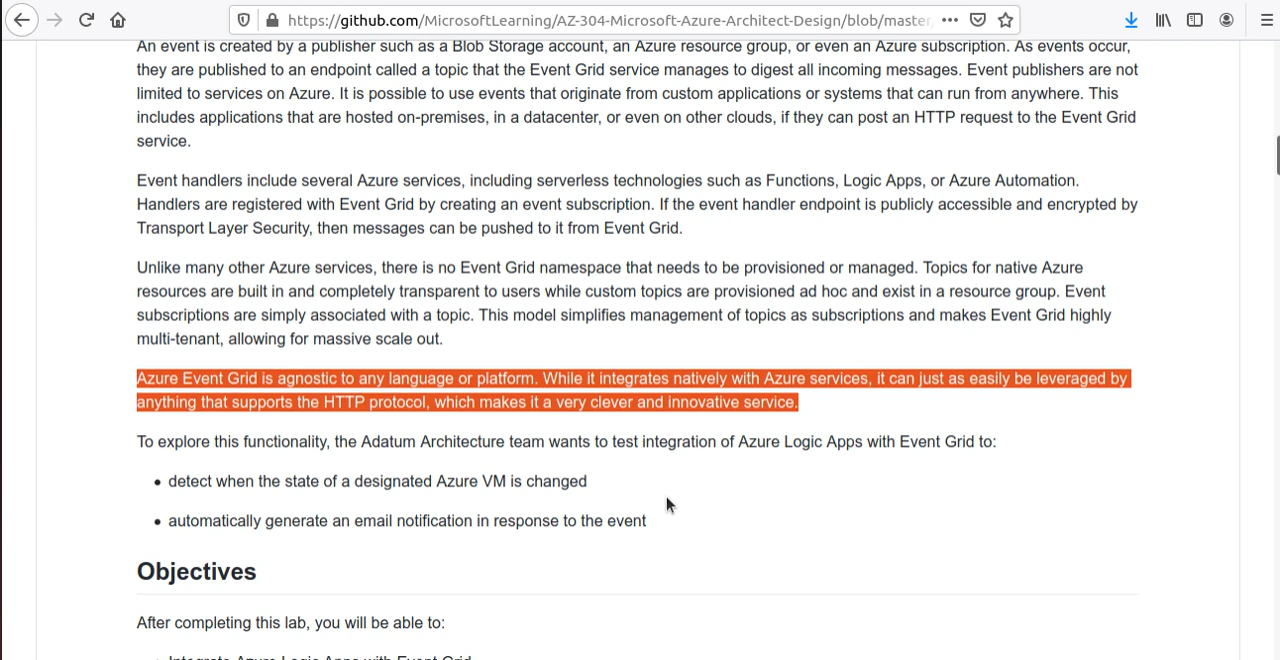 https://github.com/MicrosoftLearning/AZ-304-Microsoft-Azure-Architect-Design/blob/master
An event is created by a publisher such as a Blob Storage account, an Azure resource group, or even an Azure subscription. As events occur,
they are published to an endpoint called a topic that the Event Grid service manages to digest all incoming messages. Event publishers are not
limited to services on Azure. It is possible to use events that originate from custom applications or systems that can run from anywhere. This
includes applications that are hosted on-premises, in a datacenter, or even on other clouds, if they can post an HTTP request to the Event Grid
service.
Event handlers include several Azure services, including serverless technologies such as Functions, Logic Apps, or Azure Automation.
Handlers are registered with Event Grid by creating an event subscription. If the event handler endpoint is publicly accessible and encrypted by
Transport Layer Security, then messages can be pushed to it from Event Grid.
Unlike many other Azure services, there is no Event Grid namespace that needs to be provisioned or managed. Topics for native Azure
resources are built in and completely transparent to users while custom topics are provisioned ad hoc and exist in a resource group. Event
subscriptions are simply associated with a topic. This model simplifies management of topics as subscriptions and makes Event Grid highly
multi-tenant, allowing for massive scale out.
Azure Event Grid is agnostic to any language or platform. While it integrates natively with Azure services, it can just as easily be leveraged by
anything that supports the HTTP protocol, which makes it a very clever and innovative service.
To explore this functionality, the Adatum Architecture team wants to test integration of Azure Logic Apps with Event Grid to:
• detect when the state of a designated Azure VM is changed
• automatically generate an email notification in response to the event
Objectives
After completing this lab, you will be able to:
Integrate Azure Logic Apps with Event Grid